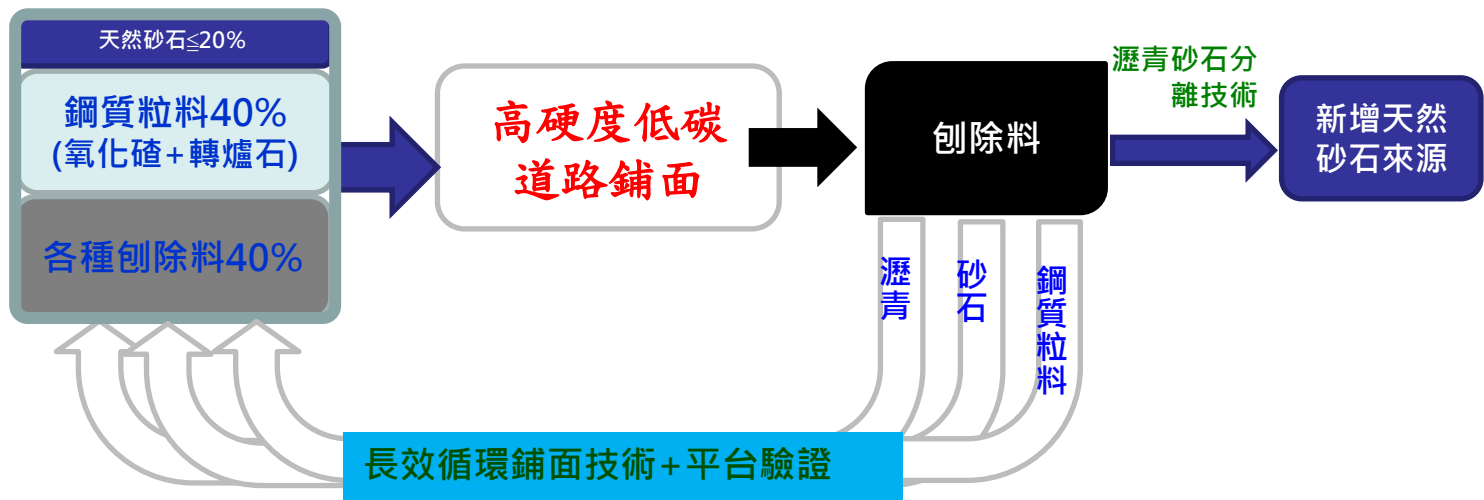 天然砂石≦20%
鋼質粒料40%
(氧化碴+轉爐石)
各種刨除料40%
高硬度低碳
道路鋪面
刨除料
瀝青砂石分
離技術
新增天然
砂石來源
瀝青
砂石
鋼質粒料
長效循環鋪面技術+平台驗證